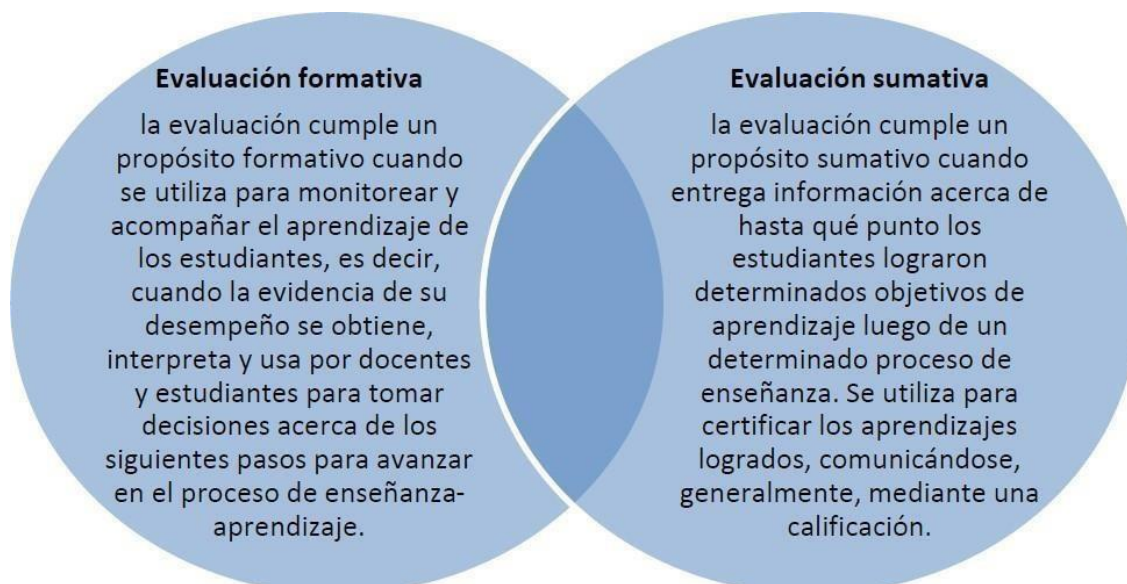 Evaluación formativa
la evaluación cumple un
propósito formativo cuando
se utiliza para monitorear y
acompañar el aprendizaje de
los estudiantes, es decir,
cuando la evidencia de su
desempeño se obtiene,
interpreta y usa por docentes
y estudiantes para tomar
decisiones acerca de los
siguientes pasos para avanzar
en el proceso de enseñanza-
aprendizaje.
Evaluación sumativa
la evaluación cumple un
propósito sumativo cuando
entrega información acerca de
hasta qué punto los
estudiantes lograron
determinados objetivos de
aprendizaje luego de un
determinado proceso de
enseñanza. Se utiliza para
certificar los aprendizajes
logrados, comunicándose,
generalmente, mediante una
calificación.